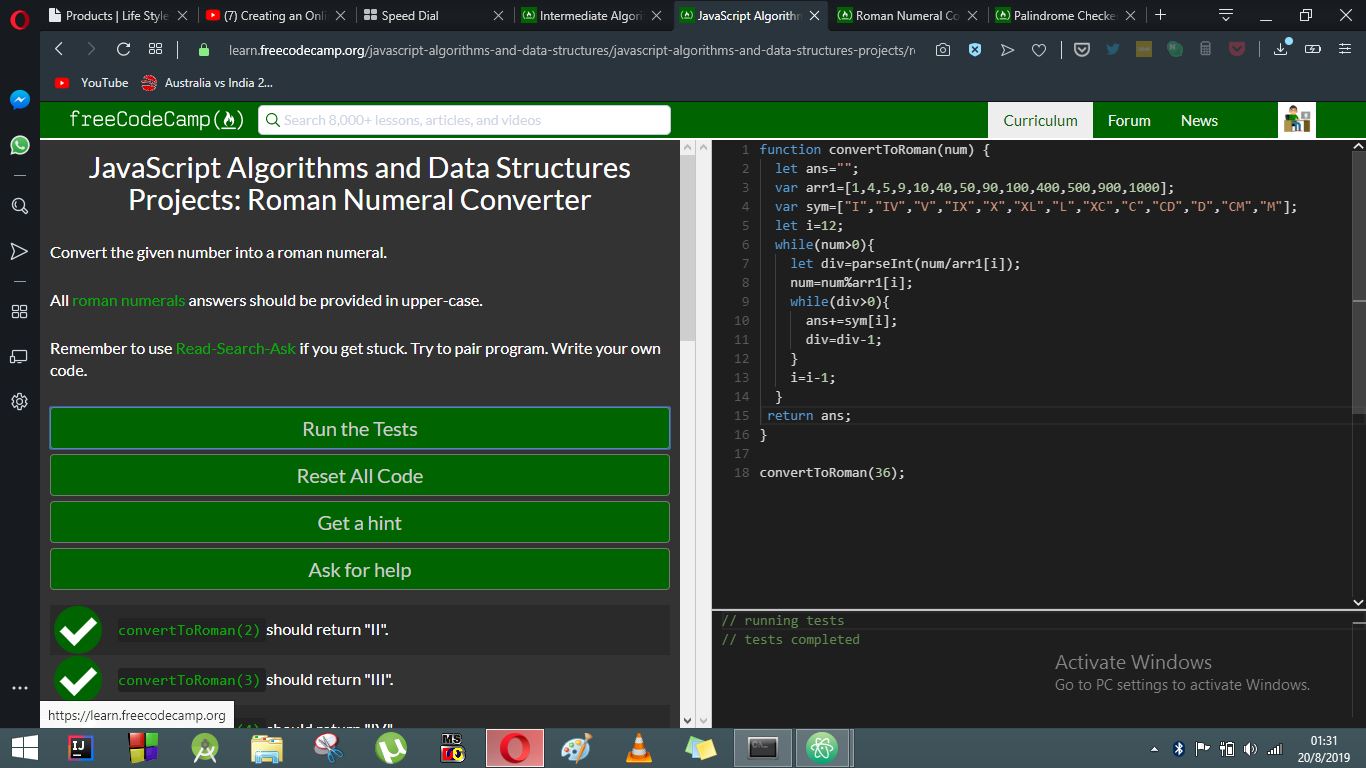 Products | Life Style
(7) Creating an Onli
Speed Dial
Intermediate Algori
JavaScript Algorithm
Roman Numeral Co
Palindrome Checke
learn.freecodecamp.org/javascript-algorithms-and-data-structures/javascript-algorithms-and-data-structures-projects/r
YouTube
Australia vs India 2...
freeCodeCamp
Search 8,000+ lessons, articles, and videos
Curriculum
Forum
News
JavaScript Algorithms and Data Structures
Projects: Roman Numeral Converter
Convert the given number into a roman numeral.
All roman numerals answers should be provided in upper-case.
Remember to use Read-Search-Ask if you get stuck. Try to pair program. Write your own
code.
Run the Tests
Reset All Code
Get a hint
Ask for help
convertToRoman(2) should return "II".
convertToRoman(3) should return "III".
https://learn.freecodecamp.org
1 function convertToRoman(num) {
2 let ans="";
3 var arr1=[1,4,5,9,10,40,50,90,100,400,500,900,1000];
4 var sym=["I","IV","V","IX","X","XL","L","XC","C","CD","D","CM","M"];
5 let i=12;
6 while(num>0){
7 let div=parseInt(num/arr1[i]);
8 num=num%arr1[i];
9 while(div>0){
10 ans+=sym[i];
11 div=div-1;
12 }
13 i=i-1;
14 }
15 return ans;
16 }
17
18 convertToRoman(36);
// running tests
// tests completed
Activate Windows
Go to PC settings to activate Windows.
IJ
MS
01:31
20/8/2019